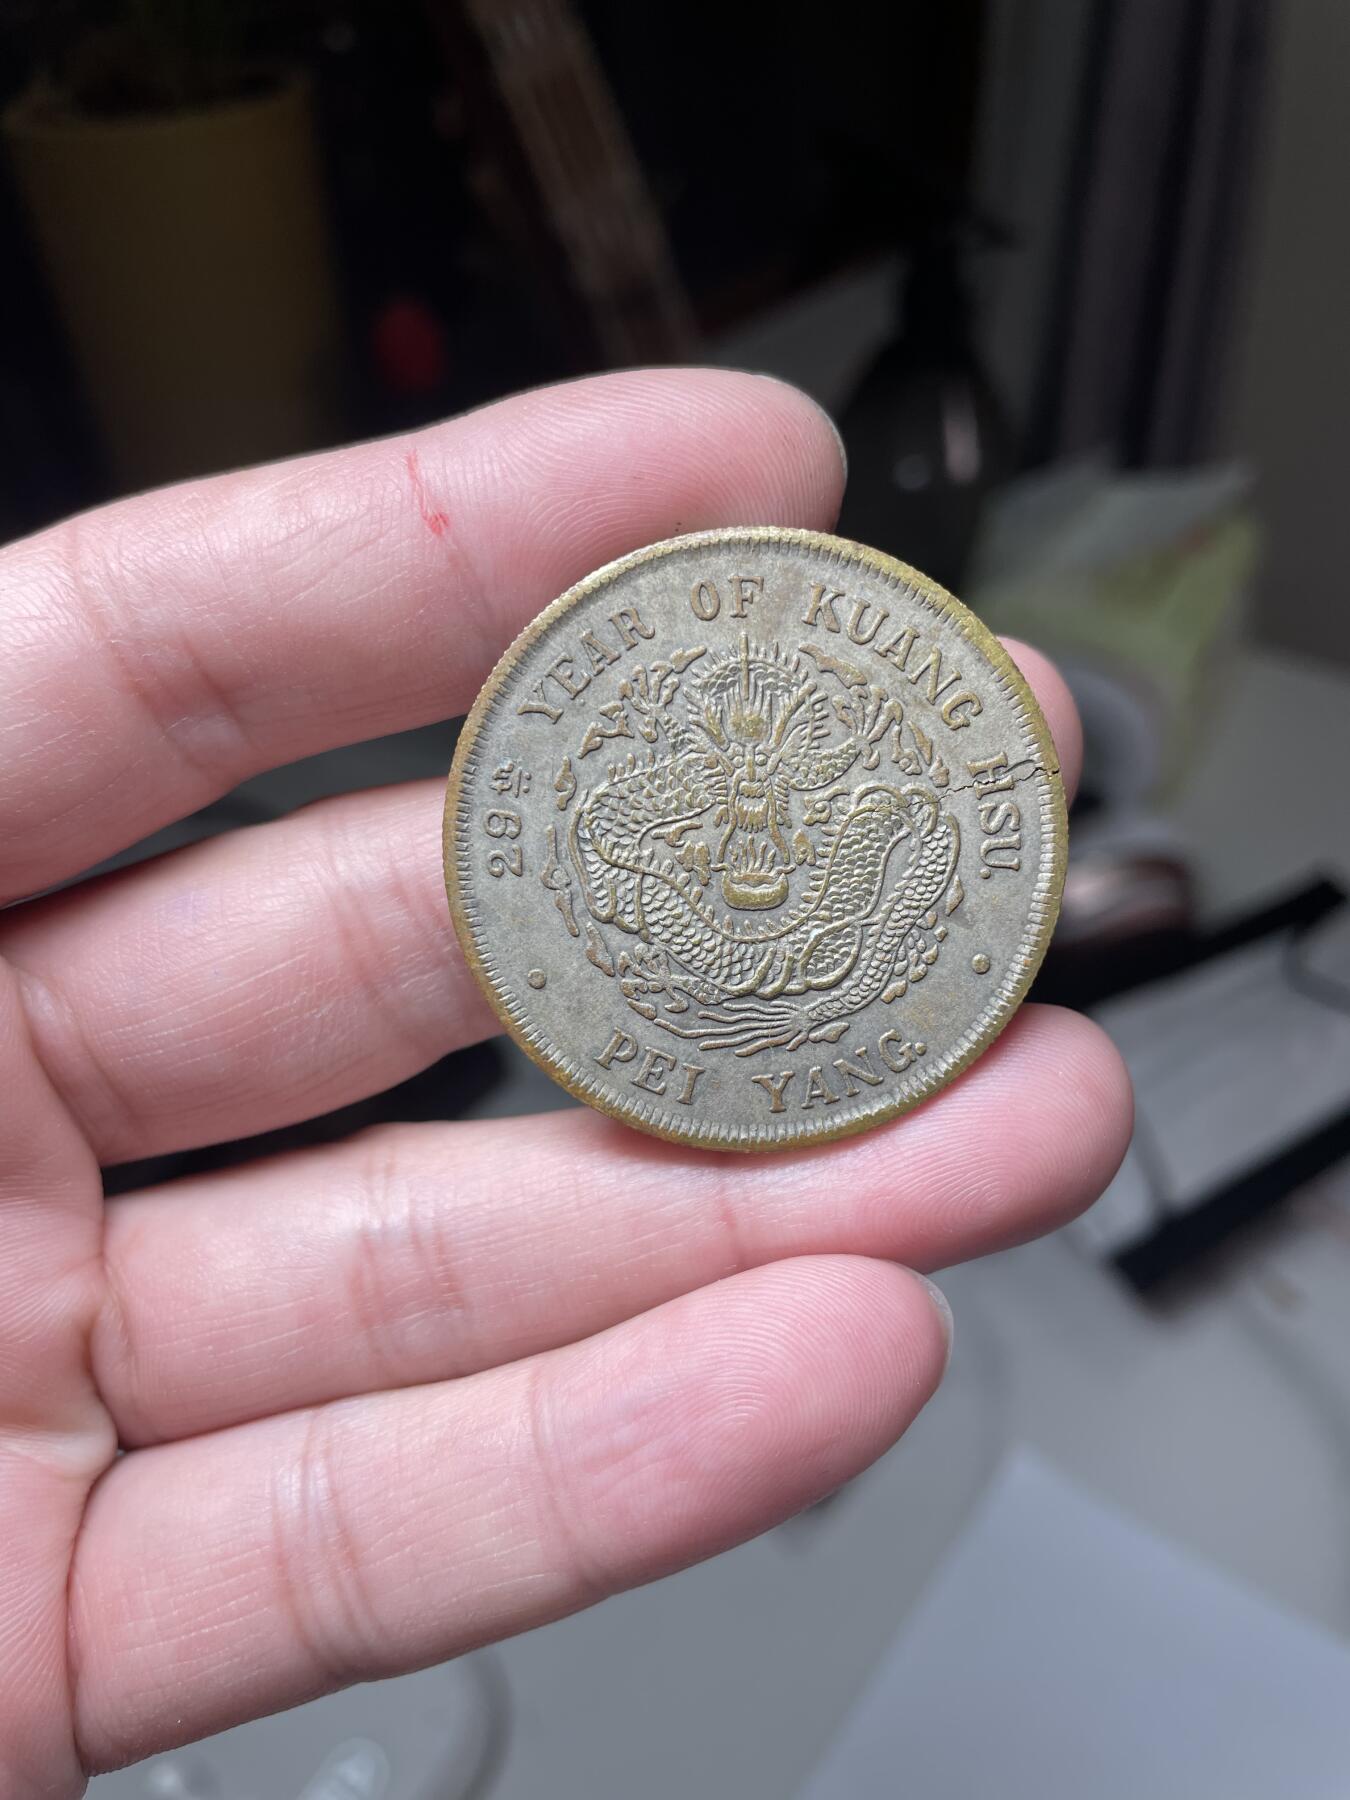 29TH YEAR OF KUANG HSU.
PEI YANG.